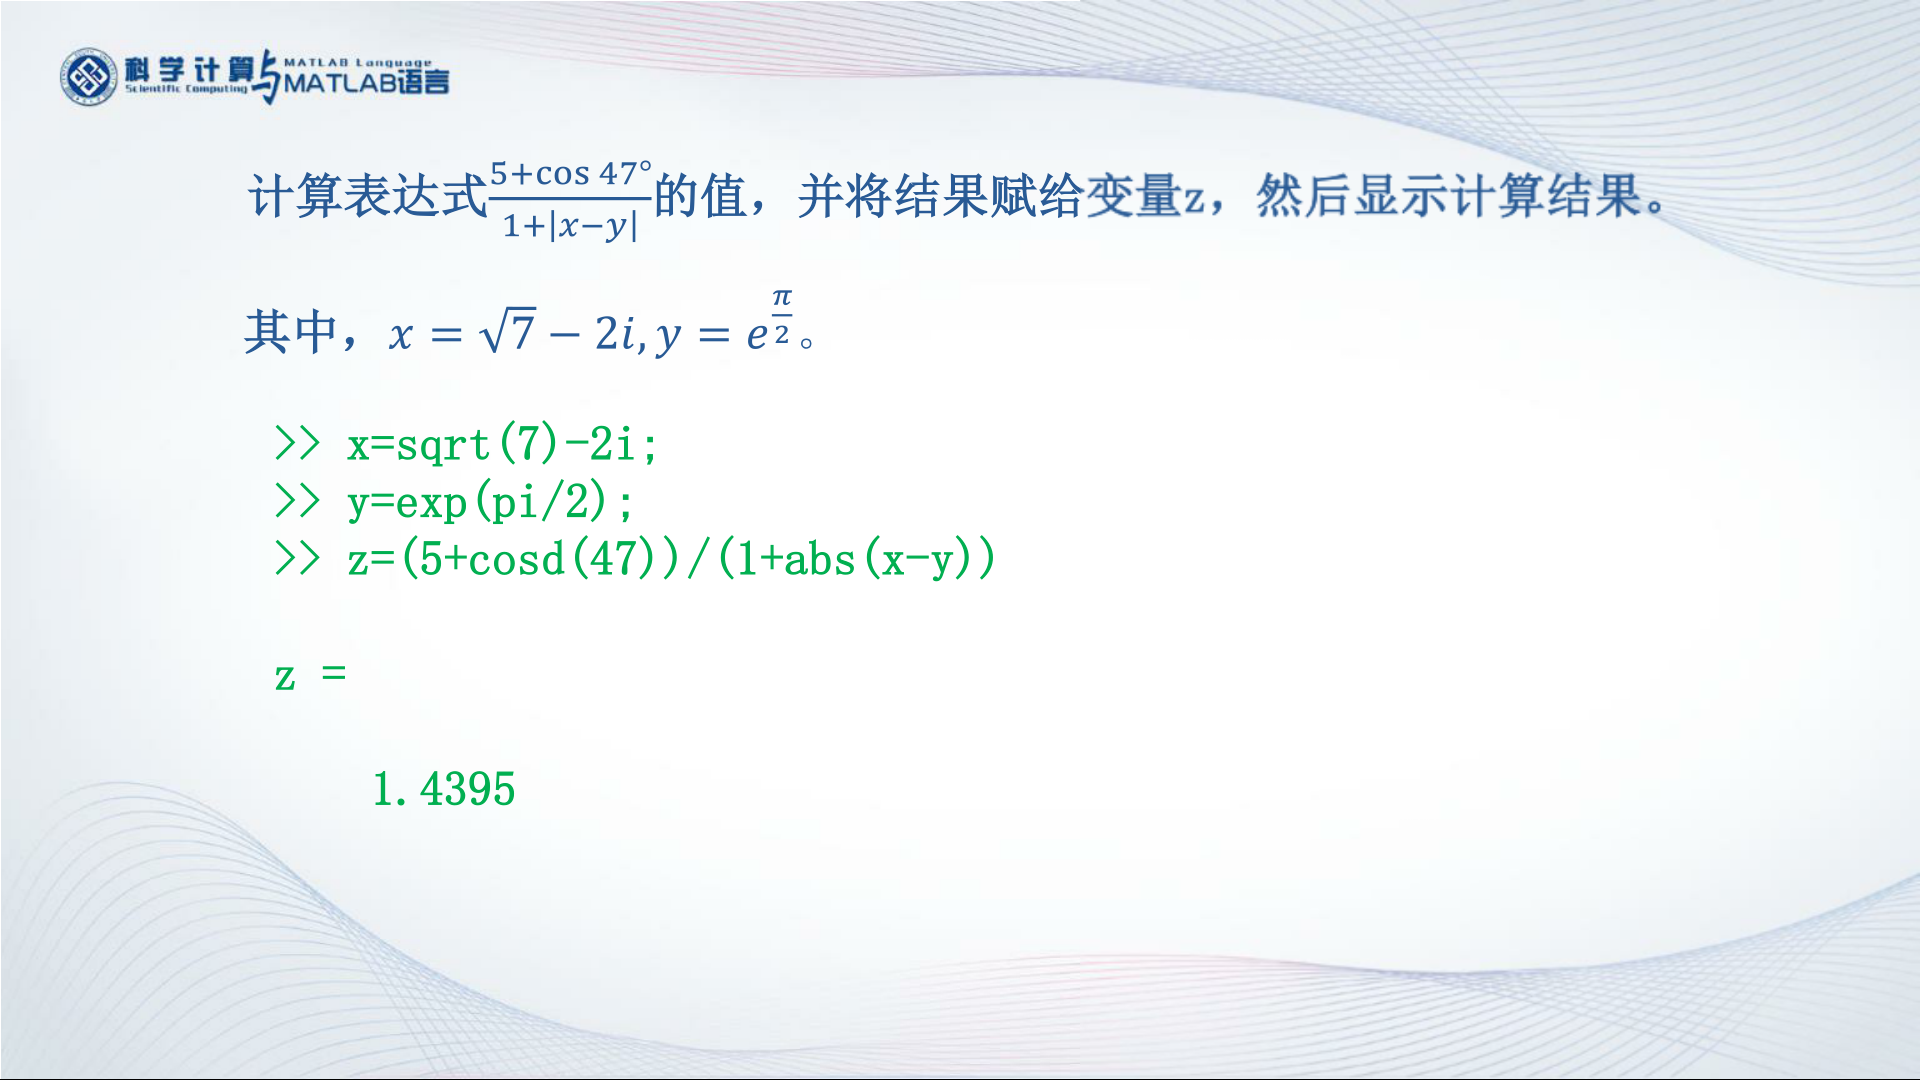 科学计算与MATLAB语言
MATLAB Language
Scientific Computing
计算表达式\frac{5+cos 47°}{1+|x−y|}的值，并将结果赋给变量z，然后显示计算结果。
其中，x = √7 − 2i, y = e^{\frac{π}{2}}。
>> x=sqrt(7)-2i;
>> y=exp(pi/2);
>> z=(5+cosd(47))/(1+abs(x-y))
z =
1.4395